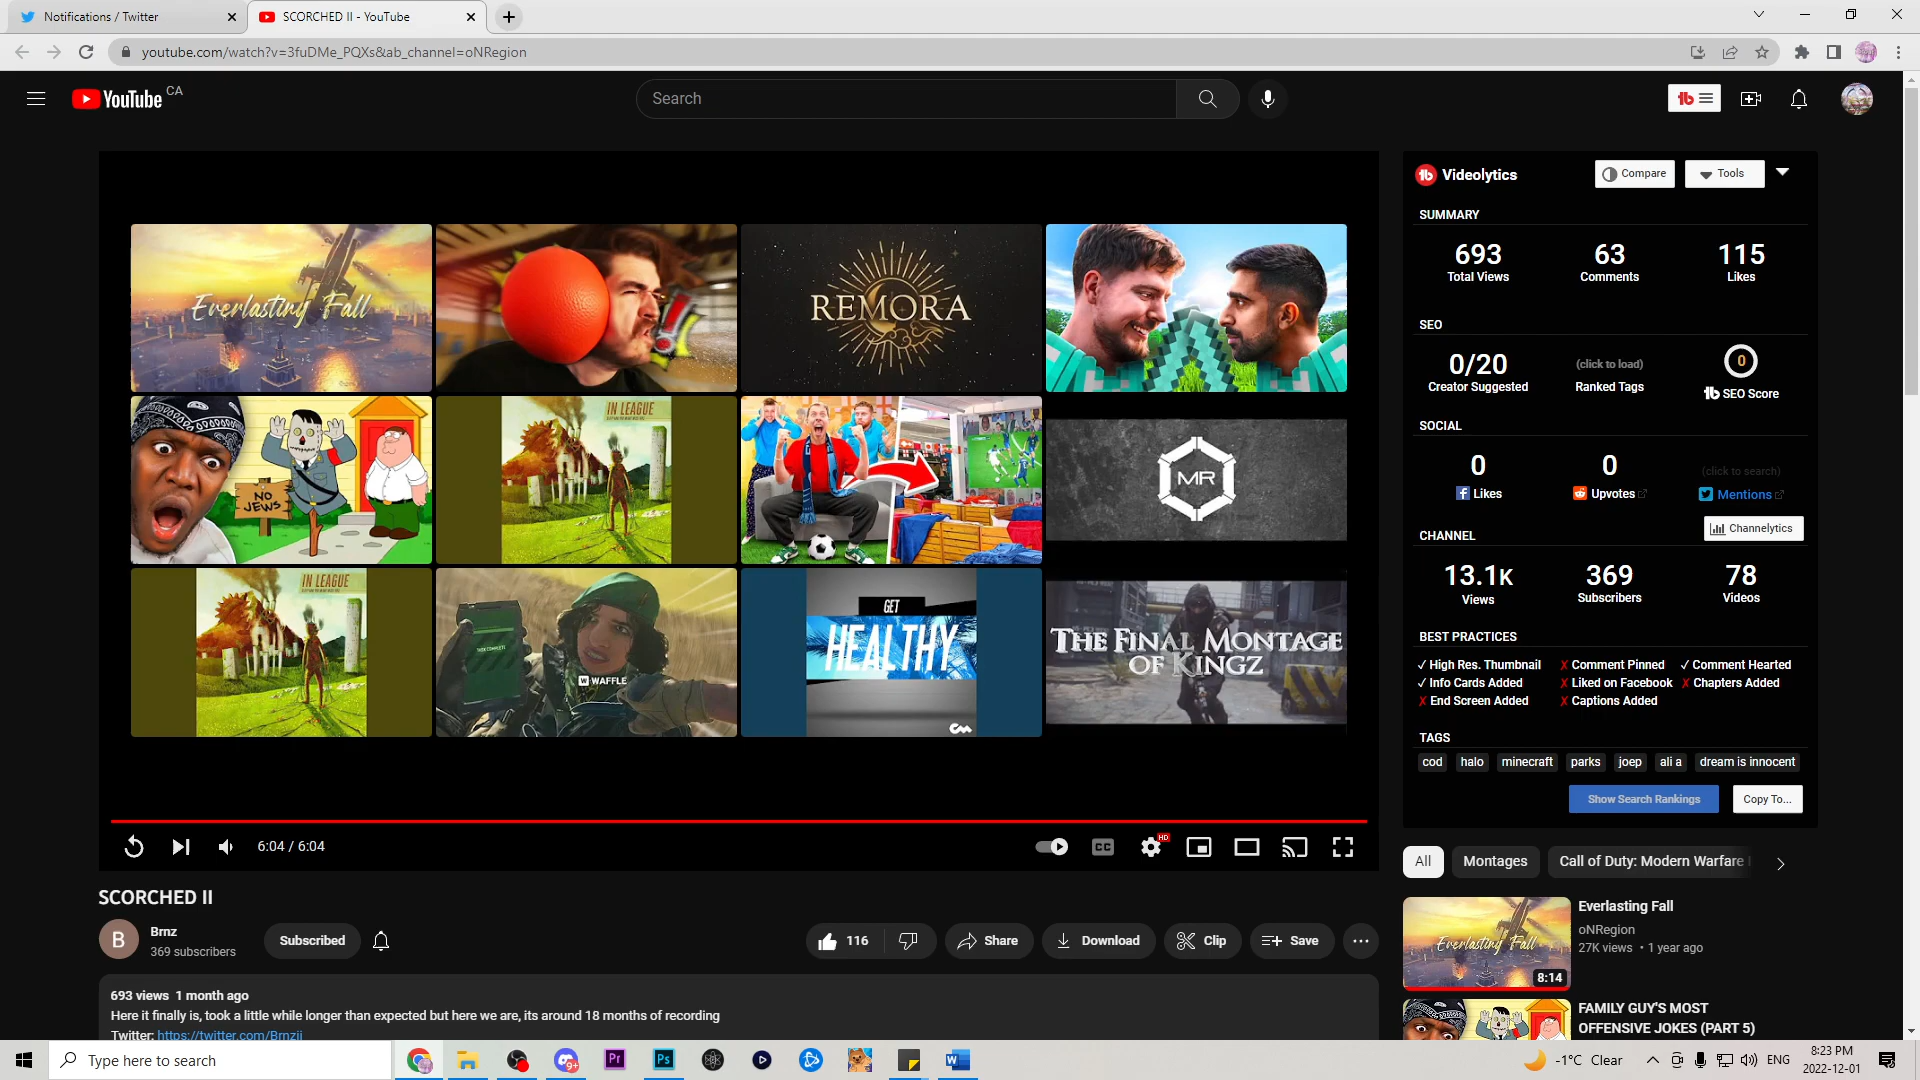 Notifications / Twitter
SCORCHED II - YouTube
youtube.com/watch?v=3fuDMe_PQXs&ab_channel=oNRegion
YouTube CA
Search
Everlasting Fall
REMORA
NO JEWS
IN LEAGUE
MR
IN LEAGUE
TASK COMPLETE
W WAFFLE
GET
HEALTHY
THE FINAL MONTAGE
OF KINGZ
6:04 / 6:04
CC
HD
SCORCHED II
B
Brnz
369 subscribers
Subscribed
116
Share
Download
Clip
Save
693 views 1 month ago
Here it finally is, took a little while longer than expected but here we are, its around 18 months of recording
Twitter: https://twitter.com/Brnzii
Videolytics
Compare
Tools
SUMMARY
693 63 115
Total Views Comments Likes
SEO
0/20 (click to load) 0
Creator Suggested Ranked Tags SEO Score
SOCIAL
0 0 (click to search)
Likes Upvotes Mentions
Channelytics
CHANNEL
13.1K 369 78
Views Subscribers Videos
BEST PRACTICES
✓ High Res. Thumbnail ✗ Comment Pinned ✓ Comment Hearted
✓ Info Cards Added ✗ Liked on Facebook ✗ Chapters Added
✗ End Screen Added ✗ Captions Added
TAGS
cod halo minecraft parks joep ali a dream is innocent
Show Search Rankings Copy To...
All Montages Call of Duty: Modern Warfare
Everlasting Fall
8:14
Everlasting Fall
oNRegion
27K views • 1 year ago
FAMILY GUY'S MOST
OFFENSIVE JOKES (PART 5)
Type here to search
9+
Pr
Ps
-1°C Clear
ENG
8:23 PM
2022-12-01